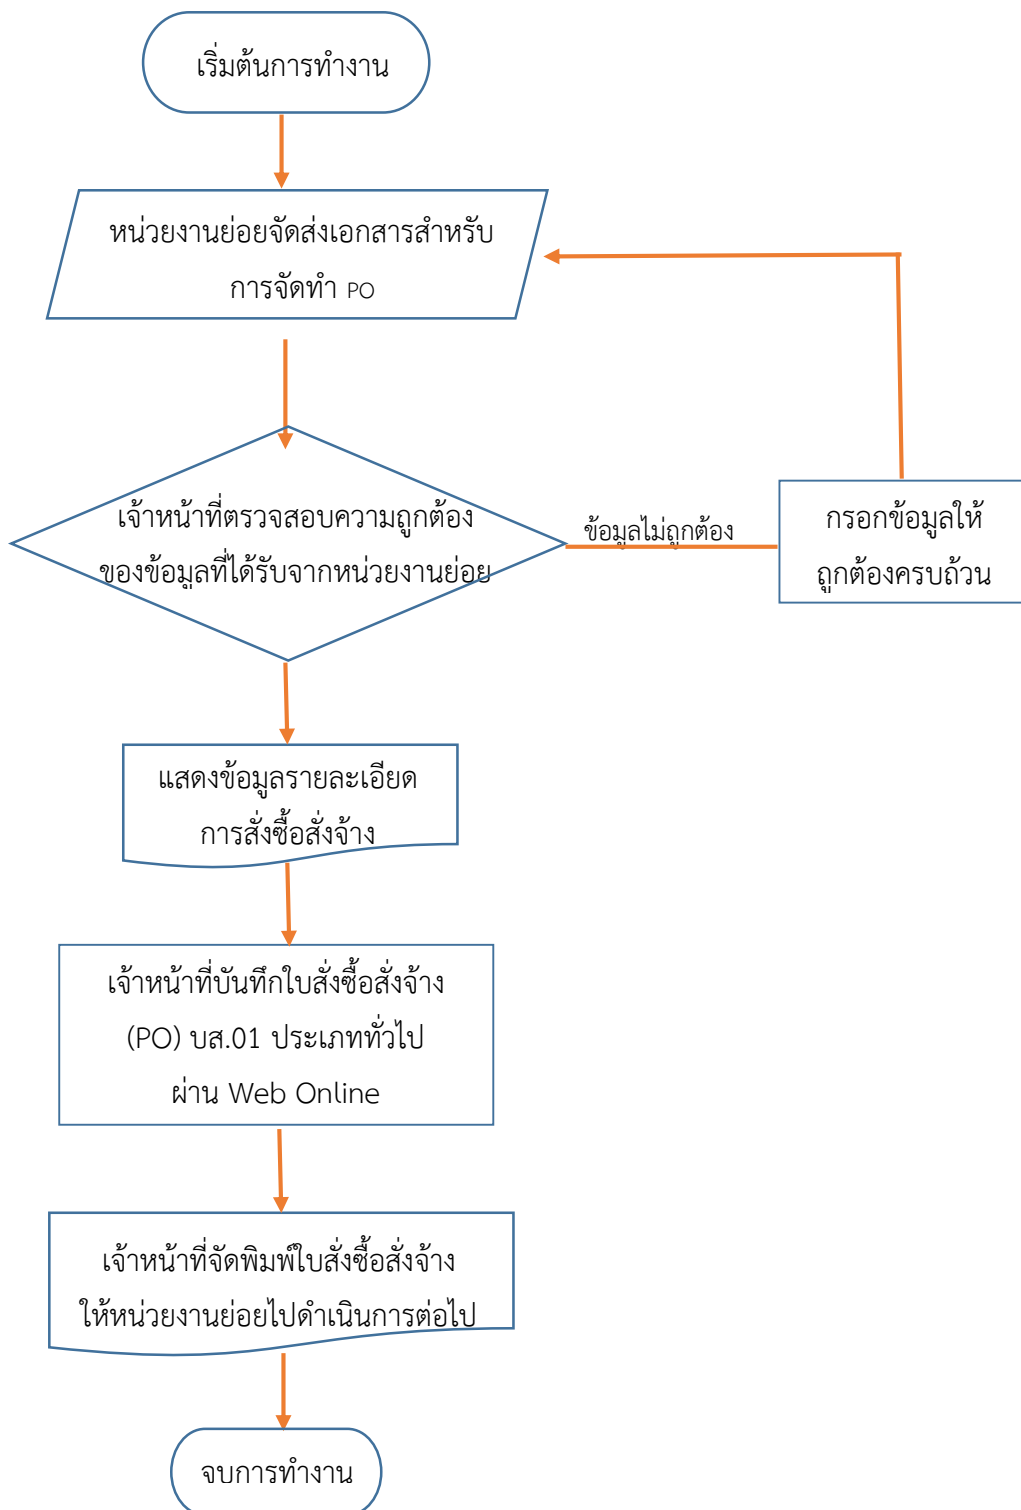 เริ่มต้นการทำงาน
หน่วยงานย่อยจัดส่งเอกสารสำหรับ
การจัดทำ PO
เจ้าหน้าที่ตรวจสอบความถูกต้อง
ของข้อมูลที่ได้รับจากหน่วยงานย่อย
ข้อมูลไม่ถูกต้อง
กรอกข้อมูลให้
ถูกต้องครบถ้วน
แสดงข้อมูลรายละเอียด
การสั่งซื้อสั่งจ้าง
เจ้าหน้าที่บันทึกใบสั่งซื้อสั่งจ้าง
(PO) บส.01 ประเภททั่วไป
ผ่าน Web Online
เจ้าหน้าที่จัดพิมพ์ใบสั่งซื้อสั่งจ้าง
ให้หน่วยงานย่อยไปดำเนินการต่อไป
จบการทำงาน